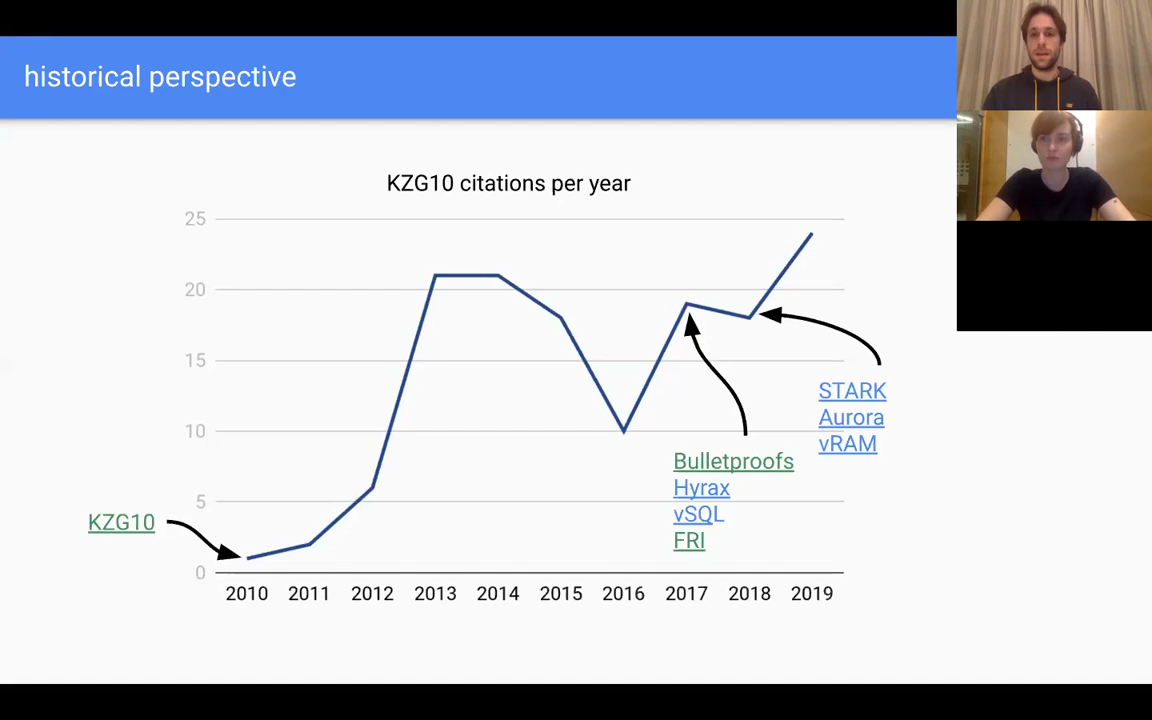 historical perspective
KZG10 citations per year
25
20
15
10
5
0
KZG10
Bulletproofs
Hyrax
vSQL
FRI
STARK
Aurora
vRAM
2010 2011 2012 2013 2014 2015 2016 2017 2018 2019